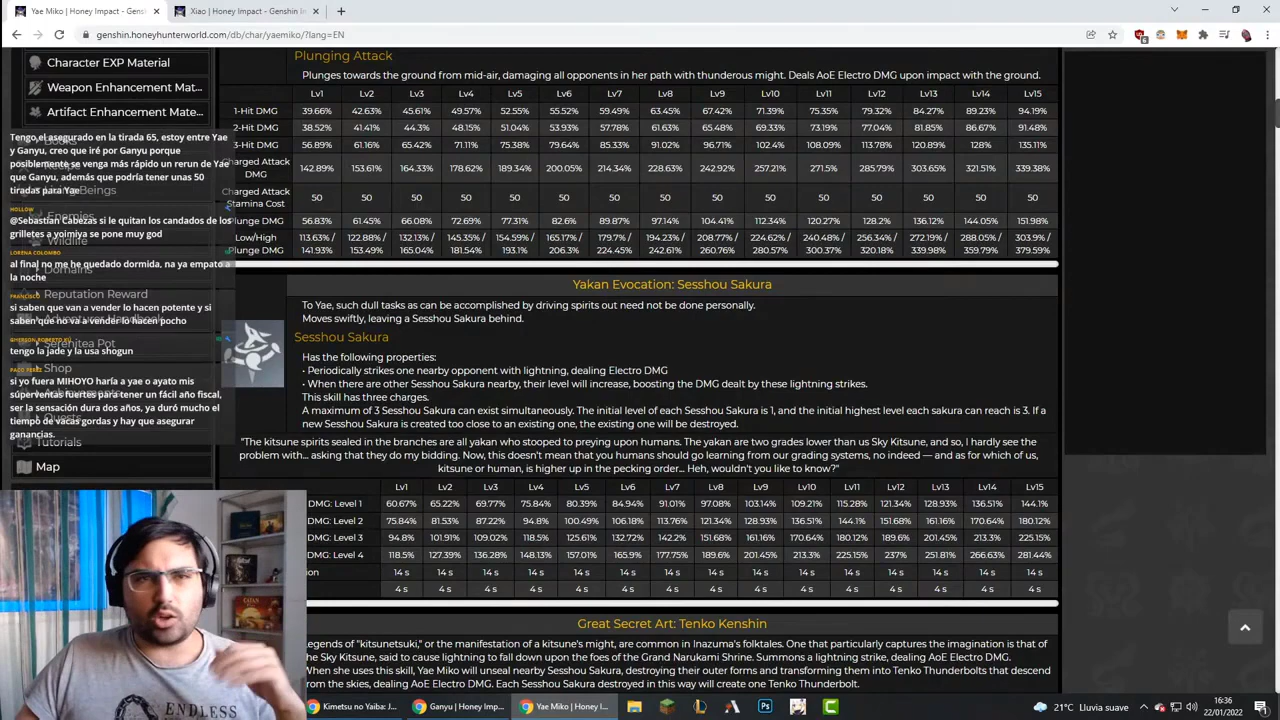 Yae Miko | Honey Impact - Gensh
Xiao | Honey Impact - Genshin I
genshin.honeyhunterworld.com/db/char/yaemiko/?lang=EN
Character EXP Material
Weapon Enhancement Mat...
Artifact Enhancement Mate...
Books
Beings
Enemies
Wildlife
Domains
Reputation Reward
Serenitea Pot
Shop
Tutorials
Map
Tengo el asegurado en la tirada 65, estoy entre Yae
y Ganyu, creo que iré por Ganyu porque
posiblemente se venga más rápido un rerun de Yae
que Ganyu, además que podría tener unas 50
tiradas para Yae
HOLLOW
@Sebastian Cabezas si le quitan los candados de los
grilletes a yoimiya se pone muy god
LORENA COLOMBO
al final no me he quedado dormida, na ya empato a
la noche
FRANCISCO
si saben que van a vender lo hacen potente y si
saben que no va a vender lo hacen pocho
tengo la jade y la usa shogun
PACO PEREZ
si yo fuera MIHOYO haría a yae o ayato mis
súperventas fuertes para tener un fácil año fiscal,
ser la sensación dura dos años, ya duró mucho el
tiempo de vacas gordas y hay que asegurar
ganancias.
Plunging Attack
Plunges towards the ground from mid-air, damaging all opponents in her path with thunderous might. Deals AoE Electro DMG upon impact with the ground.
Lv1 Lv2 Lv3 Lv4 Lv5 Lv6 Lv7 Lv8 Lv9 Lv10 Lv11 Lv12 Lv13 Lv14 Lv15
1-Hit DMG 39.66% 42.63% 45.61% 49.57% 52.55% 55.52% 59.49% 63.45% 67.42% 71.39% 75.35% 79.32% 84.27% 89.23% 94.19%
2-Hit DMG 38.52% 41.41% 44.3% 48.15% 51.04% 53.93% 57.78% 61.63% 65.48% 69.33% 73.19% 77.04% 81.85% 86.67% 91.48%
3-Hit DMG 56.89% 61.16% 65.42% 71.11% 75.38% 79.64% 85.33% 91.02% 96.71% 102.4% 108.09% 113.78% 120.89% 128% 135.11%
Charged Attack DMG 142.89% 153.61% 164.33% 178.62% 189.34% 200.05% 214.34% 228.63% 242.92% 257.21% 271.5% 285.79% 303.65% 321.51% 339.38%
Charged Attack Stamina Cost 50 50 50 50 50 50 50 50 50 50 50 50 50 50 50
Plunge DMG 56.83% 61.45% 66.08% 72.69% 77.31% 82.6% 89.87% 97.14% 104.41% 112.34% 120.27% 128.2% 136.12% 144.05% 151.98%
Low/High 113.63% / 122.88% / 132.13% / 145.35% / 154.59% / 165.17% / 179.7% / 194.23% / 208.77% / 224.62% / 240.48% / 256.34% / 272.19% / 288.05% / 303.9% /
Plunge DMG 141.93% 153.49% 165.04% 181.54% 193.1% 206.3% 224.45% 242.61% 260.76% 280.57% 300.37% 320.18% 339.98% 359.79% 379.59%
Yakan Evocation: Sesshou Sakura
To Yae, such dull tasks as can be accomplished by driving spirits out need not be done personally.
Moves swiftly, leaving a Sesshou Sakura behind.
Sesshou Sakura
Has the following properties:
• Periodically strikes one nearby opponent with lightning, dealing Electro DMG
• When there are other Sesshou Sakura nearby, their level will increase, boosting the DMG dealt by these lightning strikes.
This skill has three charges.
A maximum of 3 Sesshou Sakura can exist simultaneously. The initial level of each Sesshou Sakura is 1, and the initial highest level each sakura can reach is 3. If a
new Sesshou Sakura is created too close to an existing one, the existing one will be destroyed.
"The kitsune spirits sealed in the branches are all yakan who stooped to preying upon humans. The yakan are two grades lower than us Sky Kitsune, and so, I hardly see the
problem with... asking that they do my bidding. Now, this doesn't mean that you humans should go learning from our grading systems, no indeed — and as for which of us,
kitsune or human, is higher up in the pecking order... Heh, wouldn't you like to know?"
Lv1 Lv2 Lv3 Lv4 Lv5 Lv6 Lv7 Lv8 Lv9 Lv10 Lv11 Lv12 Lv13 Lv14 Lv15
DMG: Level 1 60.67% 65.22% 69.77% 75.84% 80.39% 84.94% 91.01% 97.08% 103.14% 109.21% 115.28% 121.34% 128.93% 136.51% 144.1%
DMG: Level 2 75.84% 81.53% 87.22% 94.8% 100.49% 106.18% 113.76% 121.34% 128.93% 136.51% 144.1% 151.68% 161.16% 170.64% 180.12%
DMG: Level 3 94.8% 101.91% 109.02% 118.5% 125.61% 132.72% 142.2% 151.68% 161.16% 170.64% 180.12% 189.6% 201.45% 213.3% 225.15%
DMG: Level 4 118.5% 127.39% 136.28% 148.13% 157.01% 165.9% 177.75% 189.6% 201.45% 213.3% 225.15% 237% 251.81% 266.63% 281.44%
ion 14 s 14 s 14 s 14 s 14 s 14 s 14 s 14 s 14 s 14 s 14 s 14 s 14 s 14 s 14 s
4 s 4 s 4 s 4 s 4 s 4 s 4 s 4 s 4 s 4 s 4 s 4 s 4 s 4 s 4 s
Great Secret Art: Tenko Kenshin
egends of "kitsunetsuki," or the manifestation of a kitsune's might, are common in Inazuma's folktales. One that particularly captures the imagination is that of
he Sky Kitsune, said to cause lightning to fall down upon the foes of the Grand Narukami Shrine. Summons a lightning strike, dealing AoE Electro DMG.
When she uses this skill, Yae Miko will unseal nearby Sesshou Sakura, destroying their outer forms and transforming them into Tenko Thunderbolts that descend
rom the skies, dealing AoE Electro DMG. Each Sesshou Sakura destroyed in this way will create one Tenko Thunderbolt.
CATAN
ENDLESS
Kimetsu no Yaiba: J...
Ganyu | Honey Imp...
Yae Miko | Honey I...
21°C Lluvia suave
16:36
22/01/2022